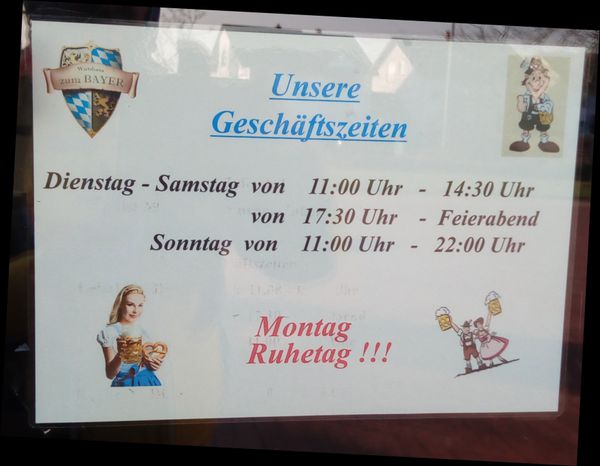 Wirtshaus
zum BAYER
Unsere
Geschäftszeiten
Dienstag - Samstag von 11:00 Uhr - 14:30 Uhr
von 17:30 Uhr - Feierabend
Sonntag von 11:00 Uhr - 22:00 Uhr
Montag
Ruhetag !!!